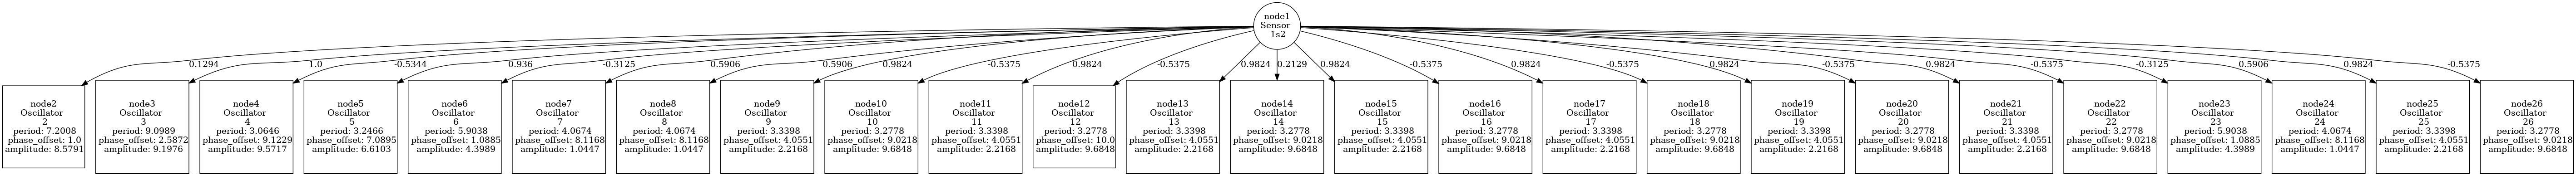 node1
Sensor
1s2
0.1294
1.0
-0.5344
0.936
-0.3125
0.5906
0.5906
0.9824
-0.5375
0.9824
-0.5375
0.9824
0.2129
0.9824
-0.5375
0.9824
-0.5375
0.9824
-0.5375
0.9824
-0.5375
-0.3125
0.5906
0.9824
-0.5375
node2
Oscillator
2
period: 7.2008
phase_offset: 1.0
amplitude: 8.5791
node3
Oscillator
3
period: 9.0989
phase_offset: 2.5872
amplitude: 9.1976
node4
Oscillator
4
period: 3.0646
phase_offset: 9.1229
amplitude: 9.5717
node5
Oscillator
5
period: 3.2466
phase_offset: 7.0895
amplitude: 6.6103
node6
Oscillator
6
period: 5.9038
phase_offset: 1.0885
amplitude: 4.3989
node7
Oscillator
7
period: 4.0674
phase_offset: 8.1168
amplitude: 1.0447
node8
Oscillator
8
period: 4.0674
phase_offset: 8.1168
amplitude: 1.0447
node9
Oscillator
9
period: 3.3398
phase_offset: 4.0551
amplitude: 2.2168
node10
Oscillator
10
period: 3.2778
phase_offset: 9.0218
amplitude: 9.6848
node11
Oscillator
11
period: 3.3398
phase_offset: 4.0551
amplitude: 2.2168
node12
Oscillator
12
period: 3.2778
phase_offset: 10.0
amplitude: 9.6848
node13
Oscillator
13
period: 3.3398
phase_offset: 4.0551
amplitude: 2.2168
node14
Oscillator
14
period: 3.2778
phase_offset: 9.0218
amplitude: 9.6848
node15
Oscillator
15
period: 3.3398
phase_offset: 4.0551
amplitude: 2.2168
node16
Oscillator
16
period: 3.2778
phase_offset: 9.0218
amplitude: 9.6848
node17
Oscillator
17
period: 3.3398
phase_offset: 4.0551
amplitude: 2.2168
node18
Oscillator
18
period: 3.2778
phase_offset: 9.0218
amplitude: 9.6848
node19
Oscillator
19
period: 3.3398
phase_offset: 4.0551
amplitude: 2.2168
node20
Oscillator
20
period: 3.2778
phase_offset: 9.0218
amplitude: 9.6848
node21
Oscillator
21
period: 3.3398
phase_offset: 4.0551
amplitude: 2.2168
node22
Oscillator
22
period: 3.2778
phase_offset: 9.0218
amplitude: 9.6848
node23
Oscillator
23
period: 5.9038
phase_offset: 1.0885
amplitude: 4.3989
node24
Oscillator
24
period: 4.0674
phase_offset: 8.1168
amplitude: 1.0447
node25
Oscillator
25
period: 3.3398
phase_offset: 4.0551
amplitude: 2.2168
node26
Oscillator
26
period: 3.2778
phase_offset: 9.0218
amplitude: 9.6848